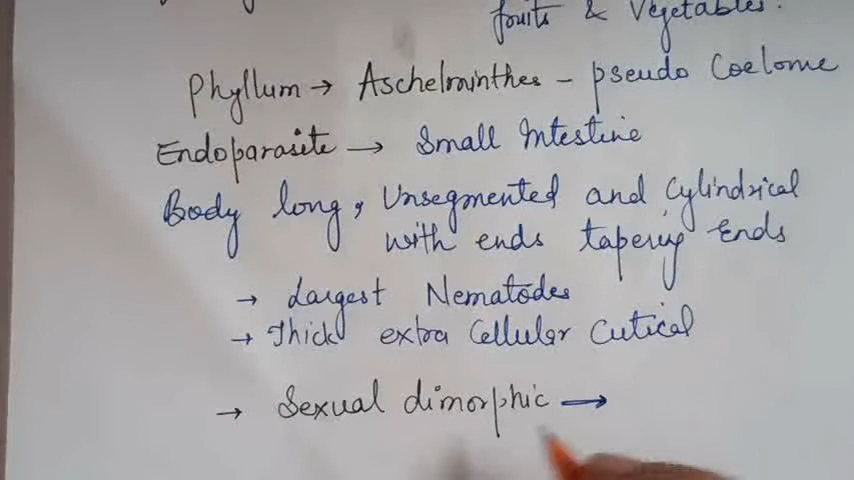 fruits & Vegetables.
Phyllum → Aschelminthes - pseudo Coelome
Endoparasite → Small Intestine
Body long, Unsegmented and Cylindrical
with ends tapering Ends
→ Largest Nematodes
→ Thick extra Cellular Cutical
→ Sexual dimorphic →